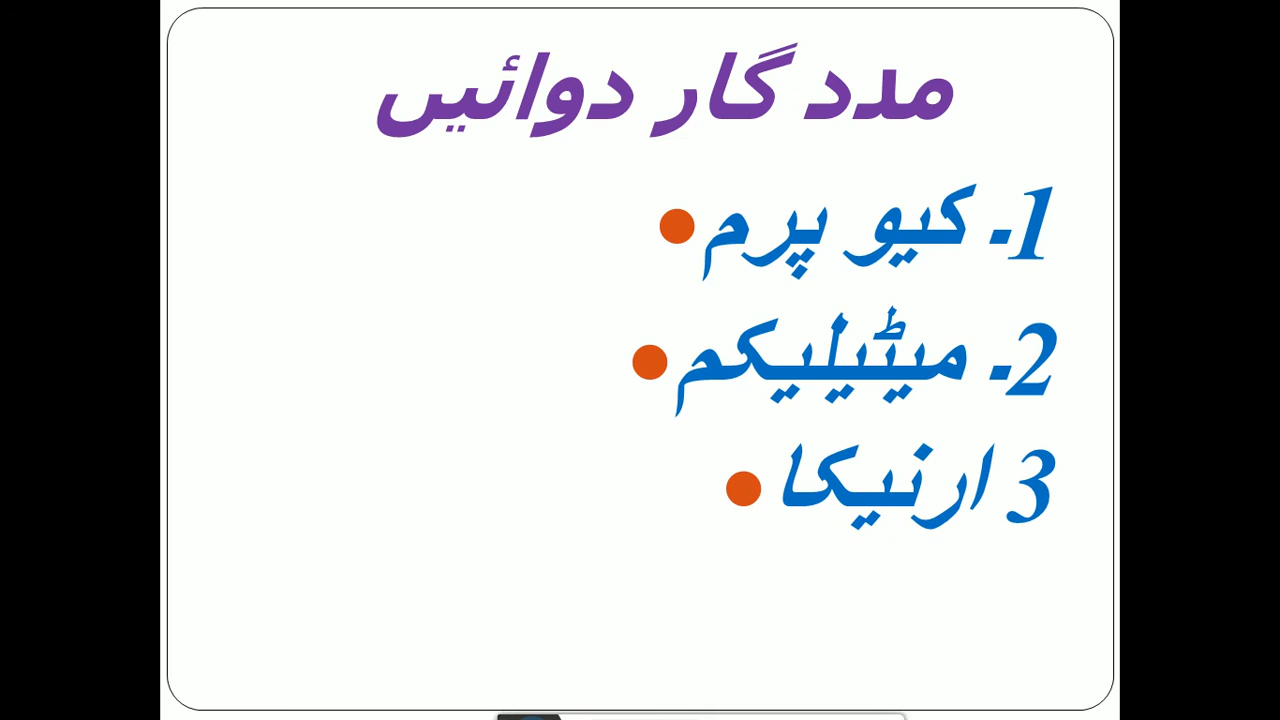 مدد گار دوائیں
1۔ کیو پرم
2۔ میٹیلیکم
3 ارنیکا